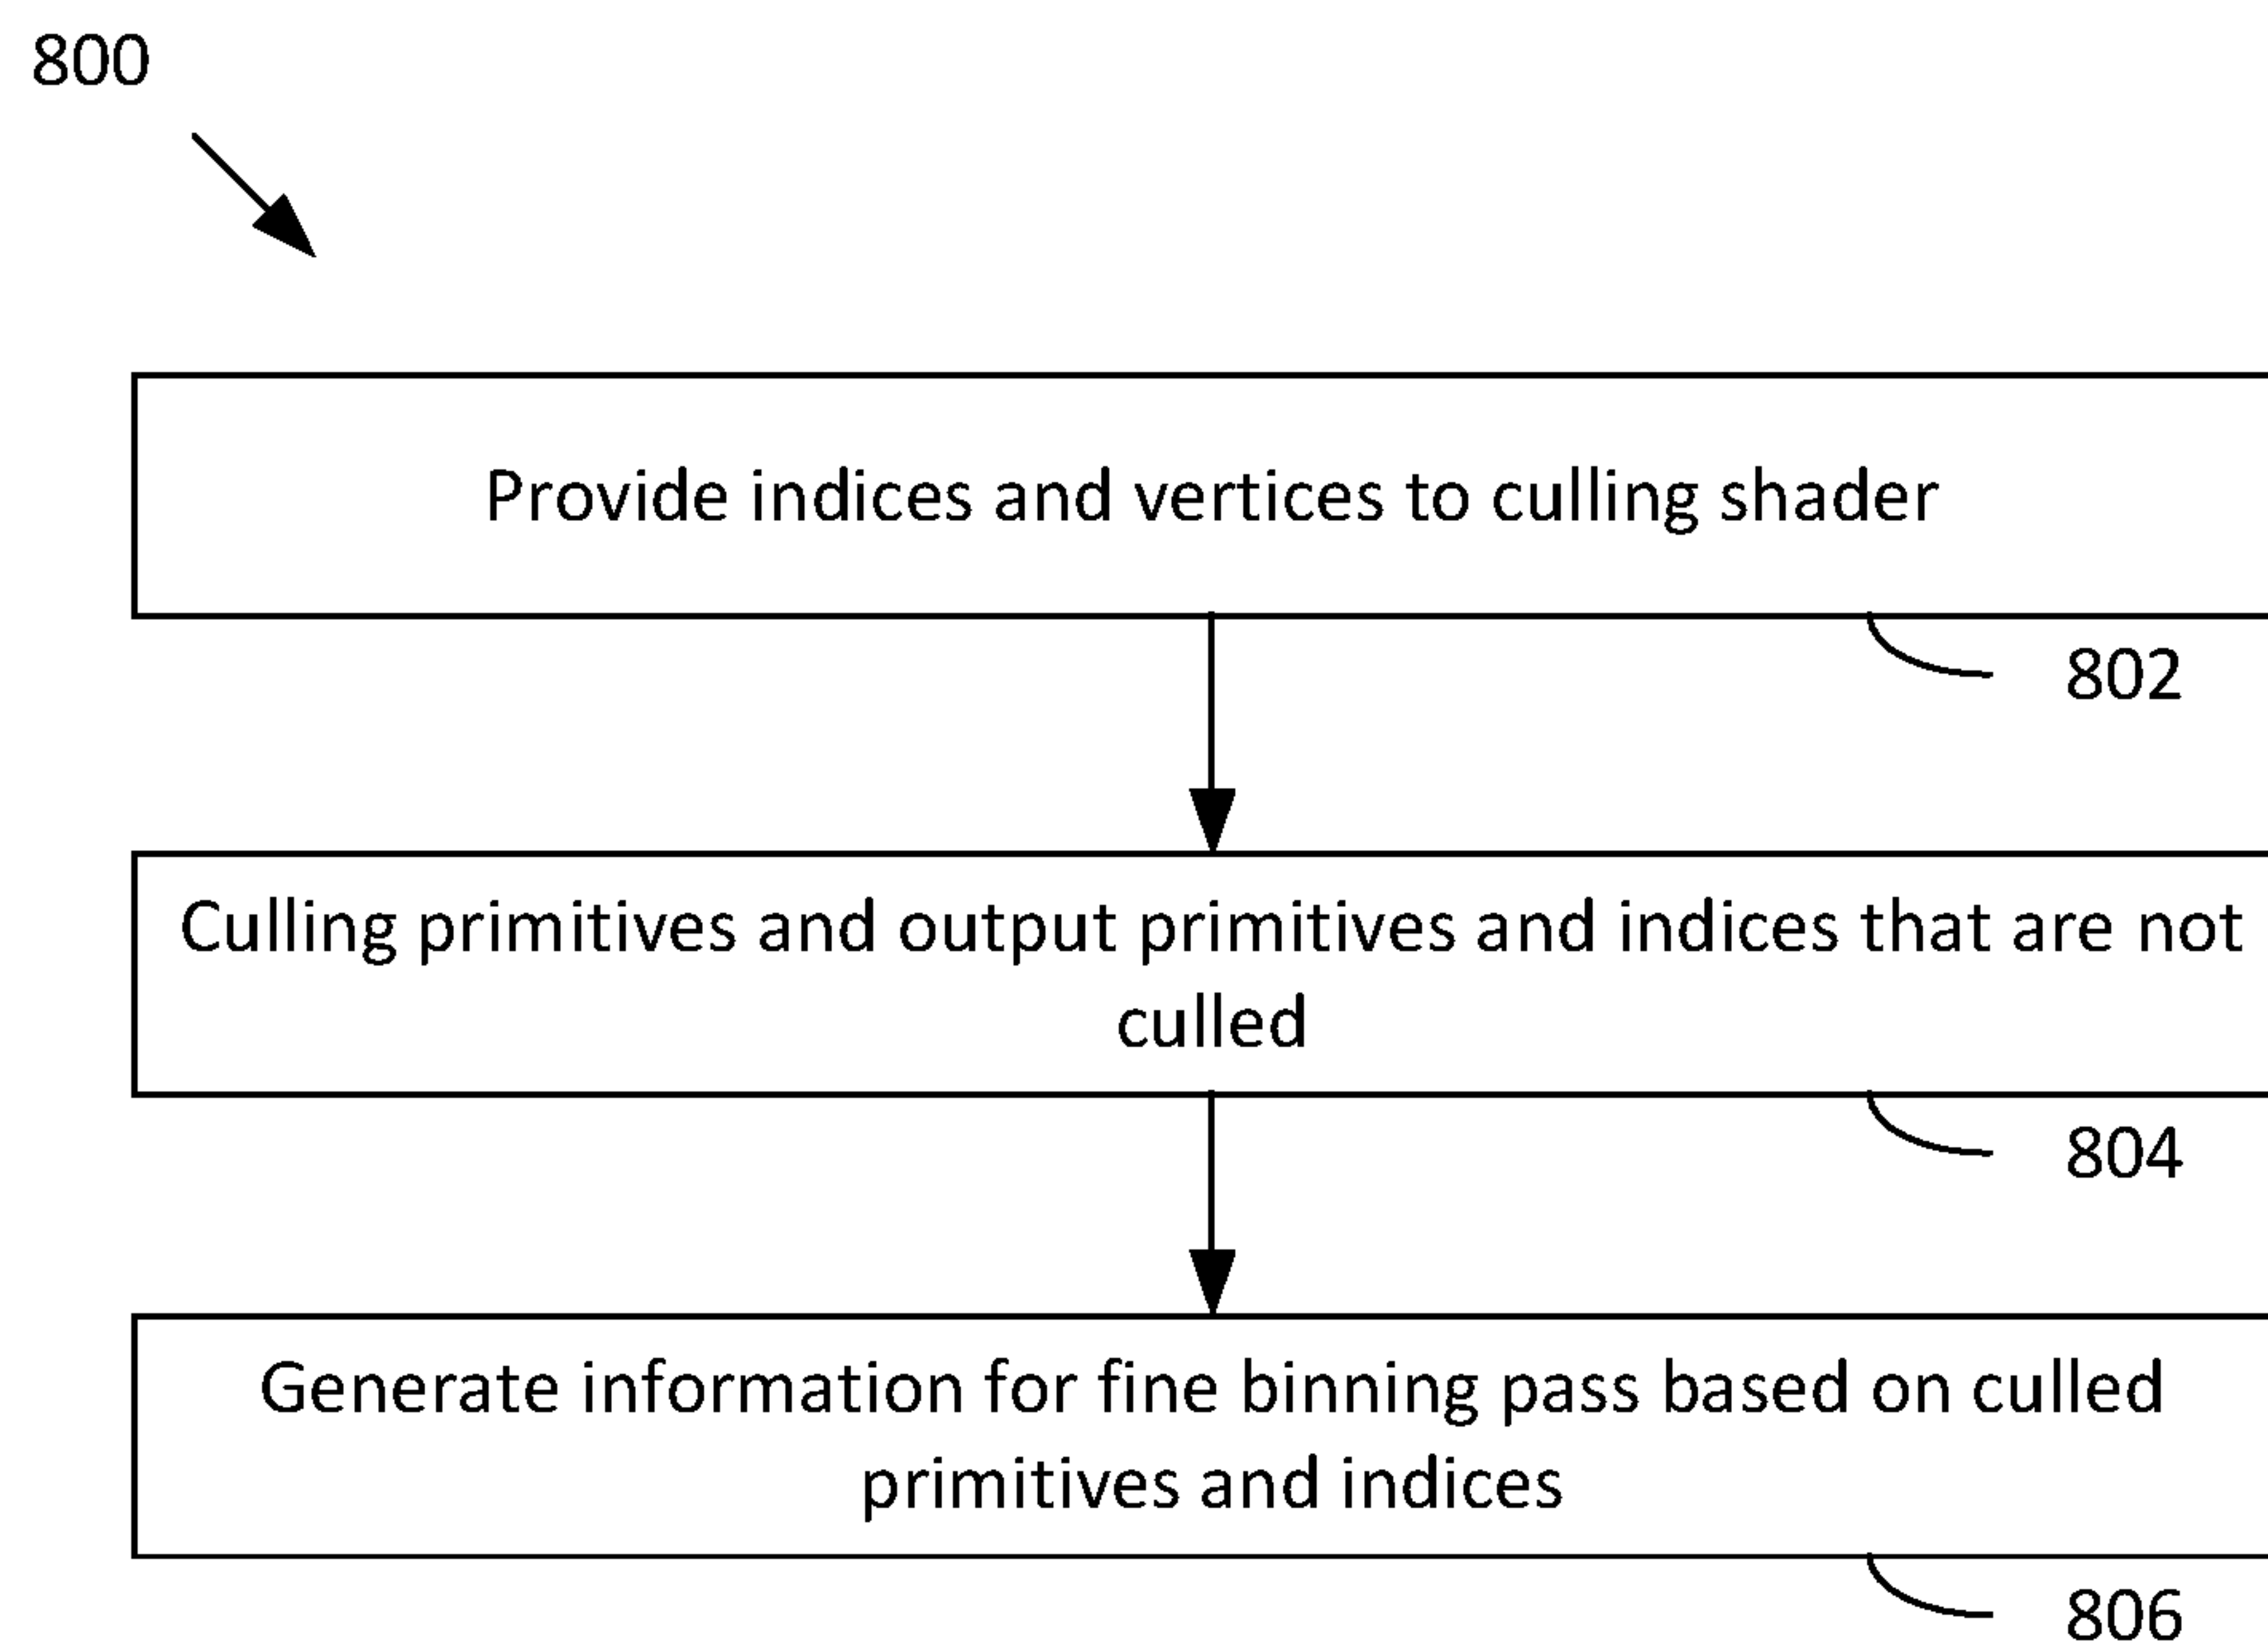 800
Provide indices and vertices to culling shader
802
Culling primitives and output primitives and indices that are not
culled
804
Generate information for fine binning pass based on culled
primitives and indices
806